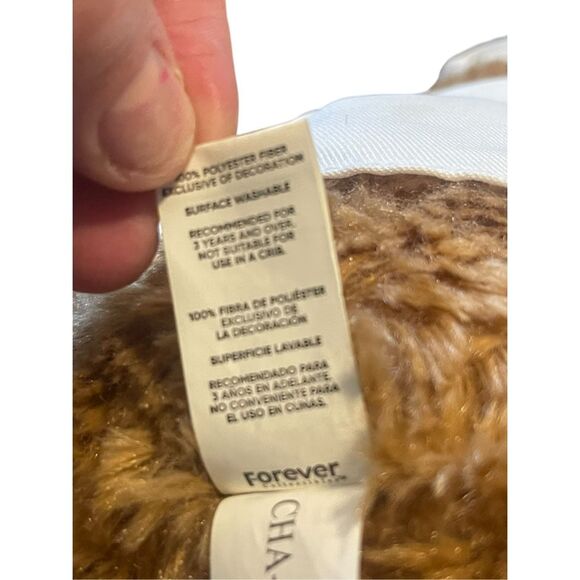 100% POLYESTER FIBER
EXCLUSIVE OF DECORATION
SURFACE WASHABLE
RECOMMENDED FOR
3 YEARS AND OVER.
NOT SUITABLE FOR
USE IN A CRIB.
100% FIBRA DE POLIÉSTER
EXCLUSIVO DE
LA DECORACIÓN
SUPERFICIE LAVABLE
RECOMENDADO PARA
3 AÑOS EN ADELANTE.
NO CONVENIENTE PARA
EL USO EN CUNAS.
Forever
Collectibles™
CHA-